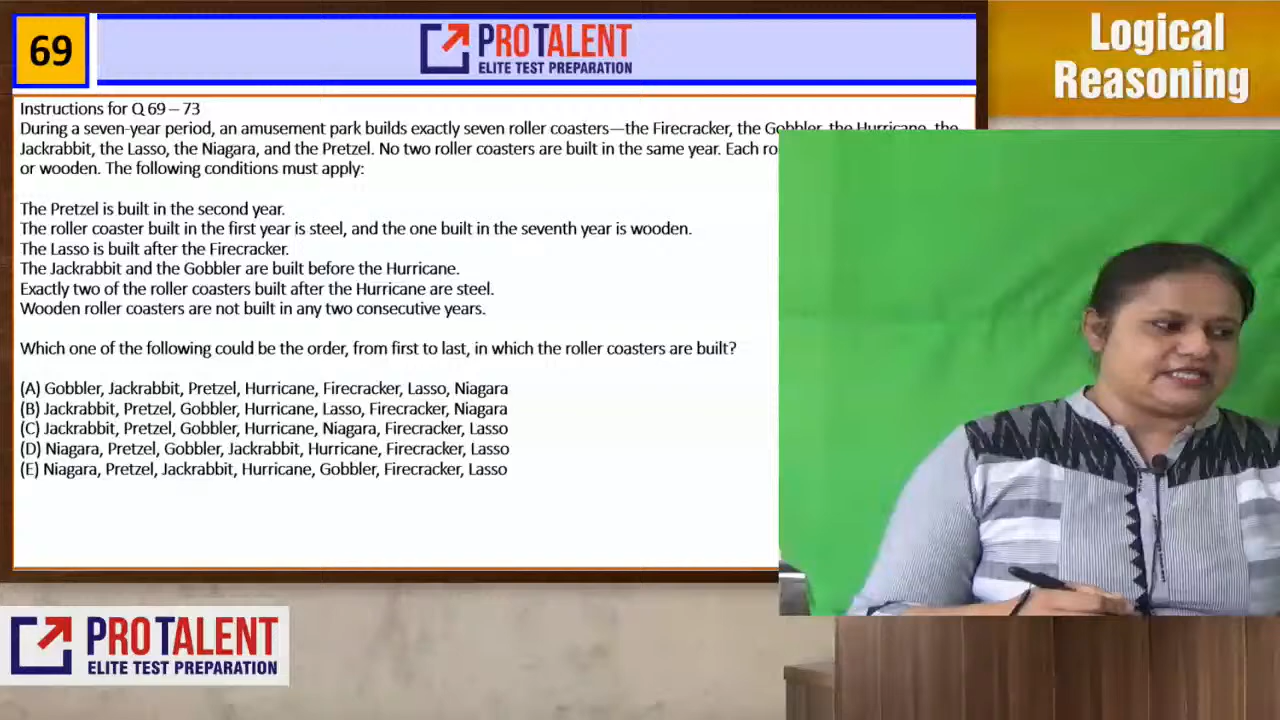 69
PROTALENT
ELITE TEST PREPARATION
Logical
Reasoning
Instructions for Q 69 – 73
During a seven-year period, an amusement park builds exactly seven roller coasters—the Firecracker, the Gobbler, the Hurricane, the
Jackrabbit, the Lasso, the Niagara, and the Pretzel. No two roller coasters are built in the same year. Each
or wooden. The following conditions must apply:
The Pretzel is built in the second year.
The roller coaster built in the first year is steel, and the one built in the seventh year is wooden.
The Lasso is built after the Firecracker.
The Jackrabbit and the Gobbler are built before the Hurricane.
Exactly two of the roller coasters built after the Hurricane are steel.
Wooden roller coasters are not built in any two consecutive years.
Which one of the following could be the order, from first to last, in which the roller coasters are built?
(A) Gobbler, Jackrabbit, Pretzel, Hurricane, Firecracker, Lasso, Niagara
(B) Jackrabbit, Pretzel, Gobbler, Hurricane, Lasso, Firecracker, Niagara
(C) Jackrabbit, Pretzel, Gobbler, Hurricane, Niagara, Firecracker, Lasso
(D) Niagara, Pretzel, Gobbler, Jackrabbit, Hurricane, Firecracker, Lasso
(E) Niagara, Pretzel, Jackrabbit, Hurricane, Gobbler, Firecracker, Lasso
PROTALENT
ELITE TEST PREPARATION